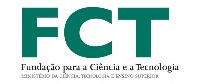 FCT
Fundação para a Ciência e a Tecnologia
MINISTÉRIO DA CIÊNCIA, TECNOLOGIA E ENSINO SUPERIOR